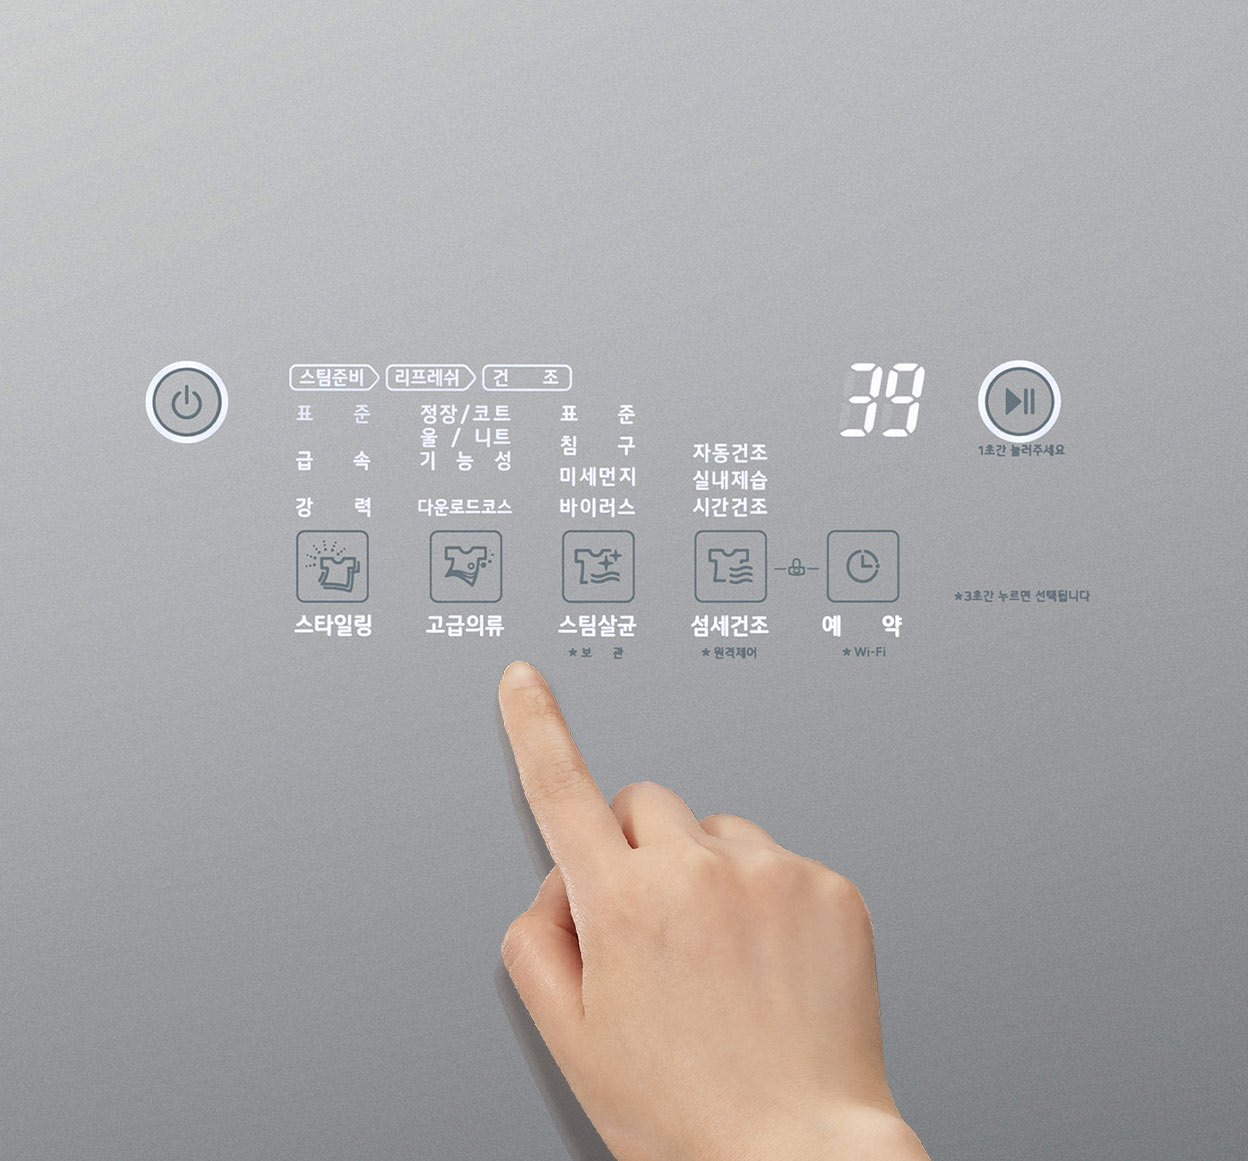 스팀준비 리프레쉬 건 조
39
표 준
급 속
강 력
정장/코트
울 / 니트
기 능 성
다운로드코스
표 준
침 구
미세먼지
바이러스
자동건조
실내제습
시간건조
1초간 눌러주세요
스타일링
고급의류
스팀살균
★보 관
섬세건조
★원격제어
예 약
★Wi-Fi
★3초간 누르면 선택됩니다